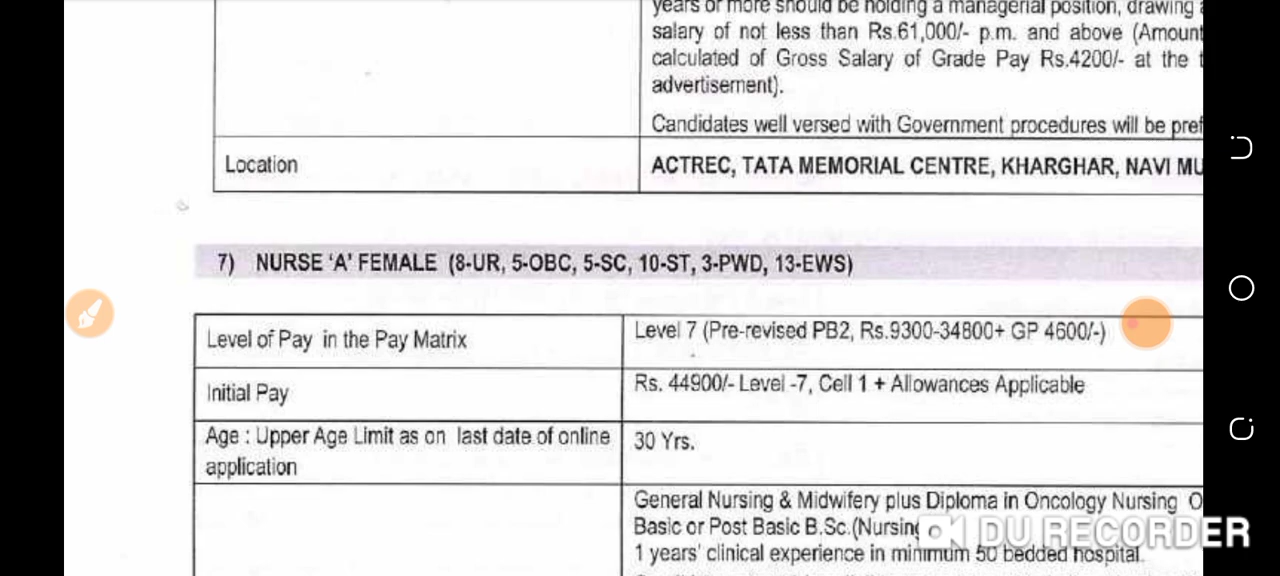 years or more should be holding a managerial position, drawing a
salary of not less than Rs.61,000/- p.m. and above (Amount
calculated of Gross Salary of Grade Pay Rs.4200/- at the t
advertisement).
Candidates well versed with Government procedures will be pref
Location
ACTREC, TATA MEMORIAL CENTRE, KHARGHAR, NAVI MU
7) NURSE 'A' FEMALE (8-UR, 5-OBC, 5-SC, 10-ST, 3-PWD, 13-EWS)
Level of Pay in the Pay Matrix
Level 7 (Pre-revised PB2, Rs.9300-34800+ GP 4600/-)
Initial Pay
Rs. 44900/- Level -7, Cell 1 + Allowances Applicable
Age : Upper Age Limit as on last date of online
application
30 Yrs.
General Nursing & Midwifery plus Diploma in Oncology Nursing O
Basic or Post Basic B.Sc.(Nursing
1 years' clinical experience in minimum 50 bedded hospital.
DU RECORDER